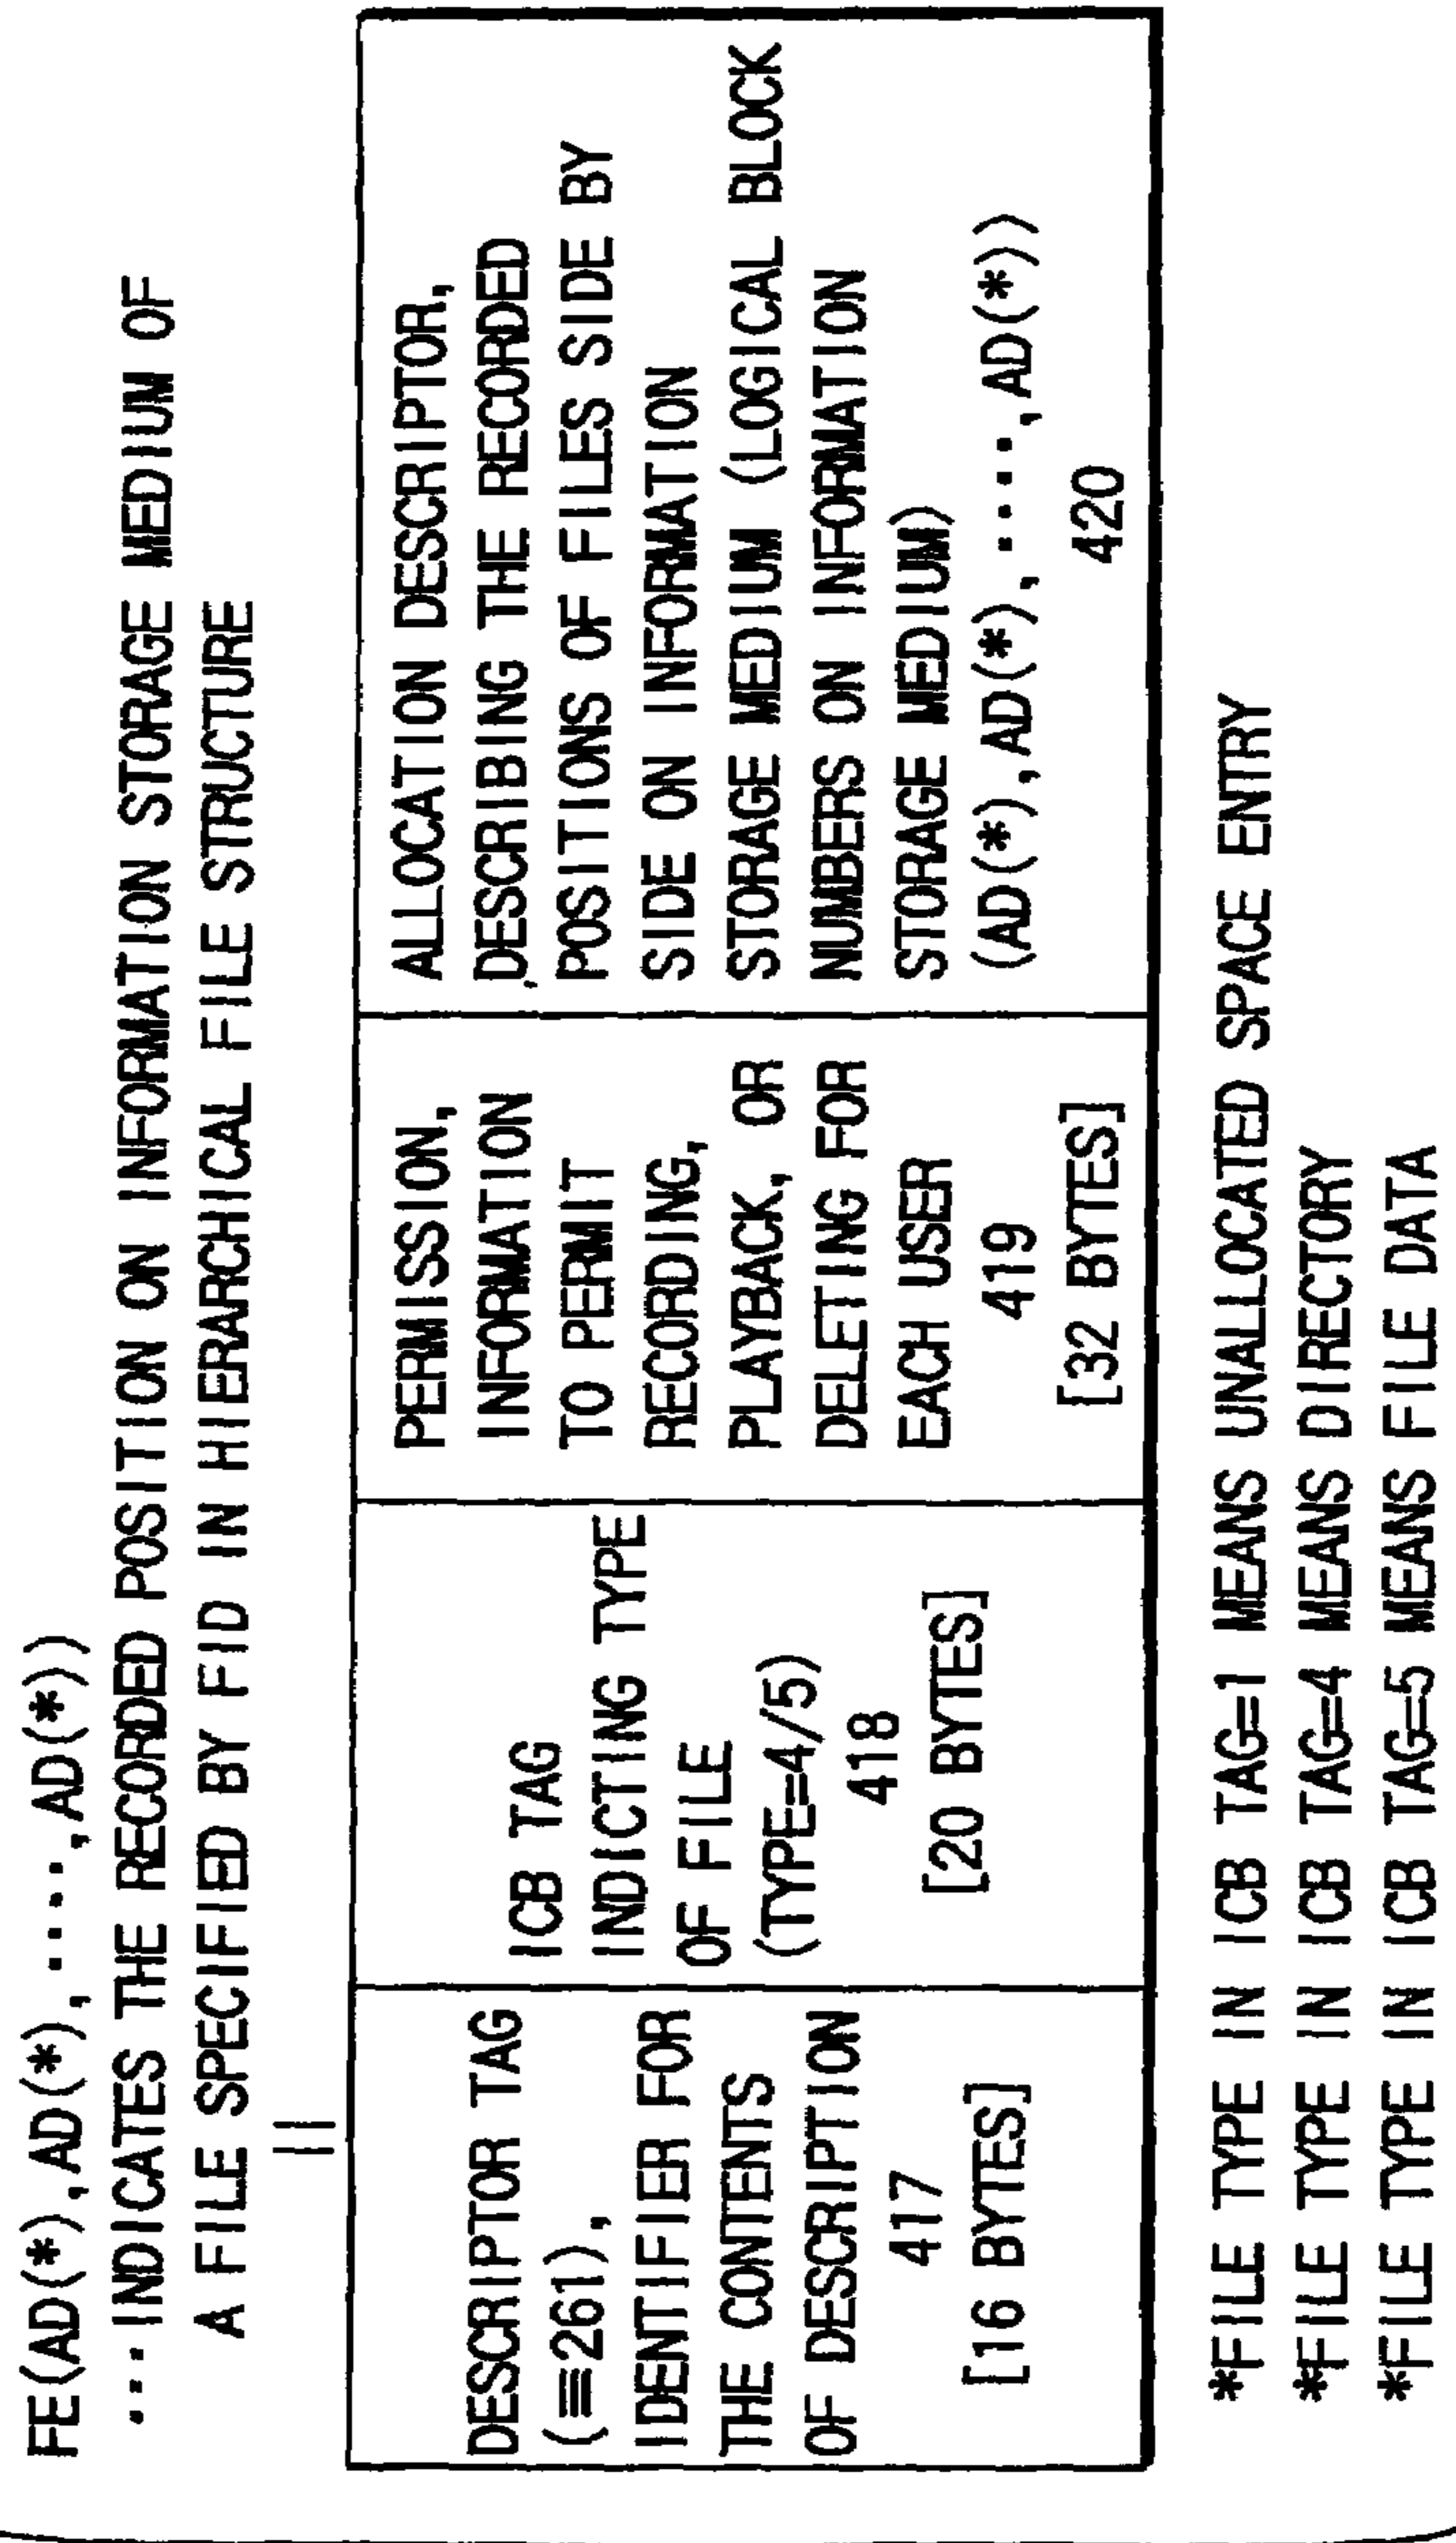 FE(AD(*),AD(*),····,AD(*))
···INDICATES THE RECORDED POSITION ON INFORMATION STORAGE MEDIUM OF
A FILE SPECIFIED BY FID IN HIERARCHICAL FILE STRUCTURE
||
DESCRIPTOR TAG
(≡261),
IDENTIFIER FOR
THE CONTENTS
OF DESCRIPTION
417
[16 BYTES]
ICB TAG
INDICTING TYPE
OF FILE
(TYPE=4/5)
418
[20 BYTES]
PERMISSION,
INFORMATION
TO PERMIT
RECORDING,
PLAYBACK, OR
DELETING FOR
EACH USER
419
[32 BYTES]
ALLOCATION DESCRIPTOR,
DESCRIBING THE RECORDED
POSITIONS OF FILES SIDE BY
SIDE ON INFORMATION
STORAGE MEDIUM (LOGICAL BLOCK
NUMBERS ON INFORMATION
STORAGE MEDIUM)
(AD(*),AD(*),····,AD(*))
420
*FILE TYPE IN ICB TAG=1 MEANS UNALLOCATED SPACE ENTRY
*FILE TYPE IN ICB TAG=4 MEANS DIRECTORY
*FILE TYPE IN ICB TAG=5 MEANS FILE DATA